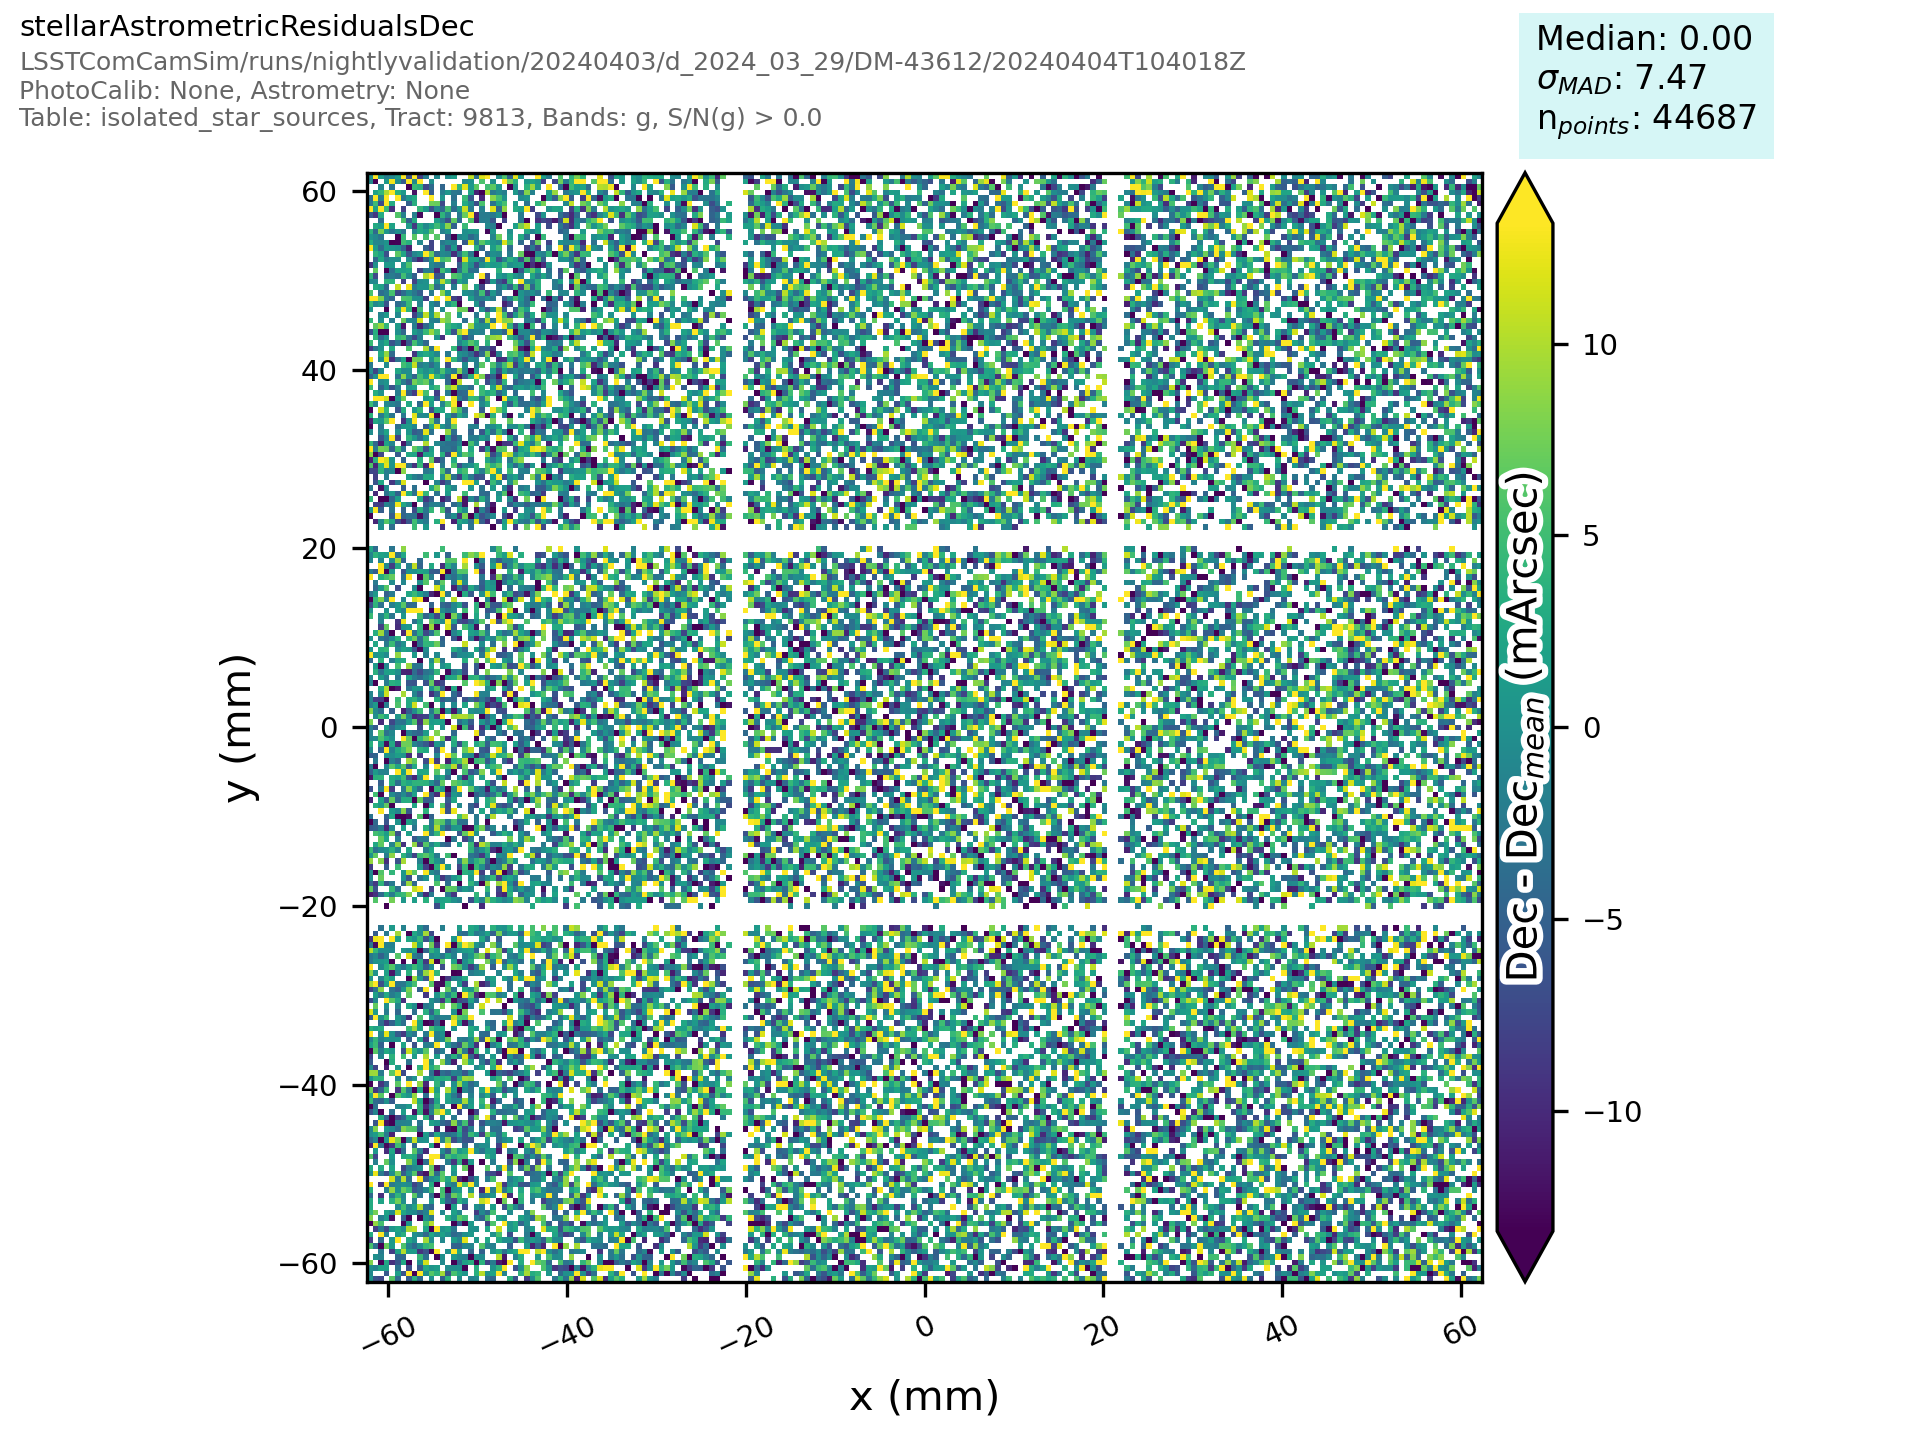 stellarAstrometricResidualsDec
LSSTComCamSim/runs/nightlyvalidation/20240403/d_2024_03_29/DM-43612/20240404T104018Z
PhotoCalib: None, Astrometry: None
Table: isolated_star_sources, Tract: 9813, Bands: g, S/N(g) > 0.0
Median: 0.00
σMAD: 7.47
npoints: 44687
60
40
20
0
−20
−40
−60
y (mm)
−60
−40
−20
0
20
40
60
x (mm)
10
5
0
−5
−10
Dec - Decmean (mArcsec)